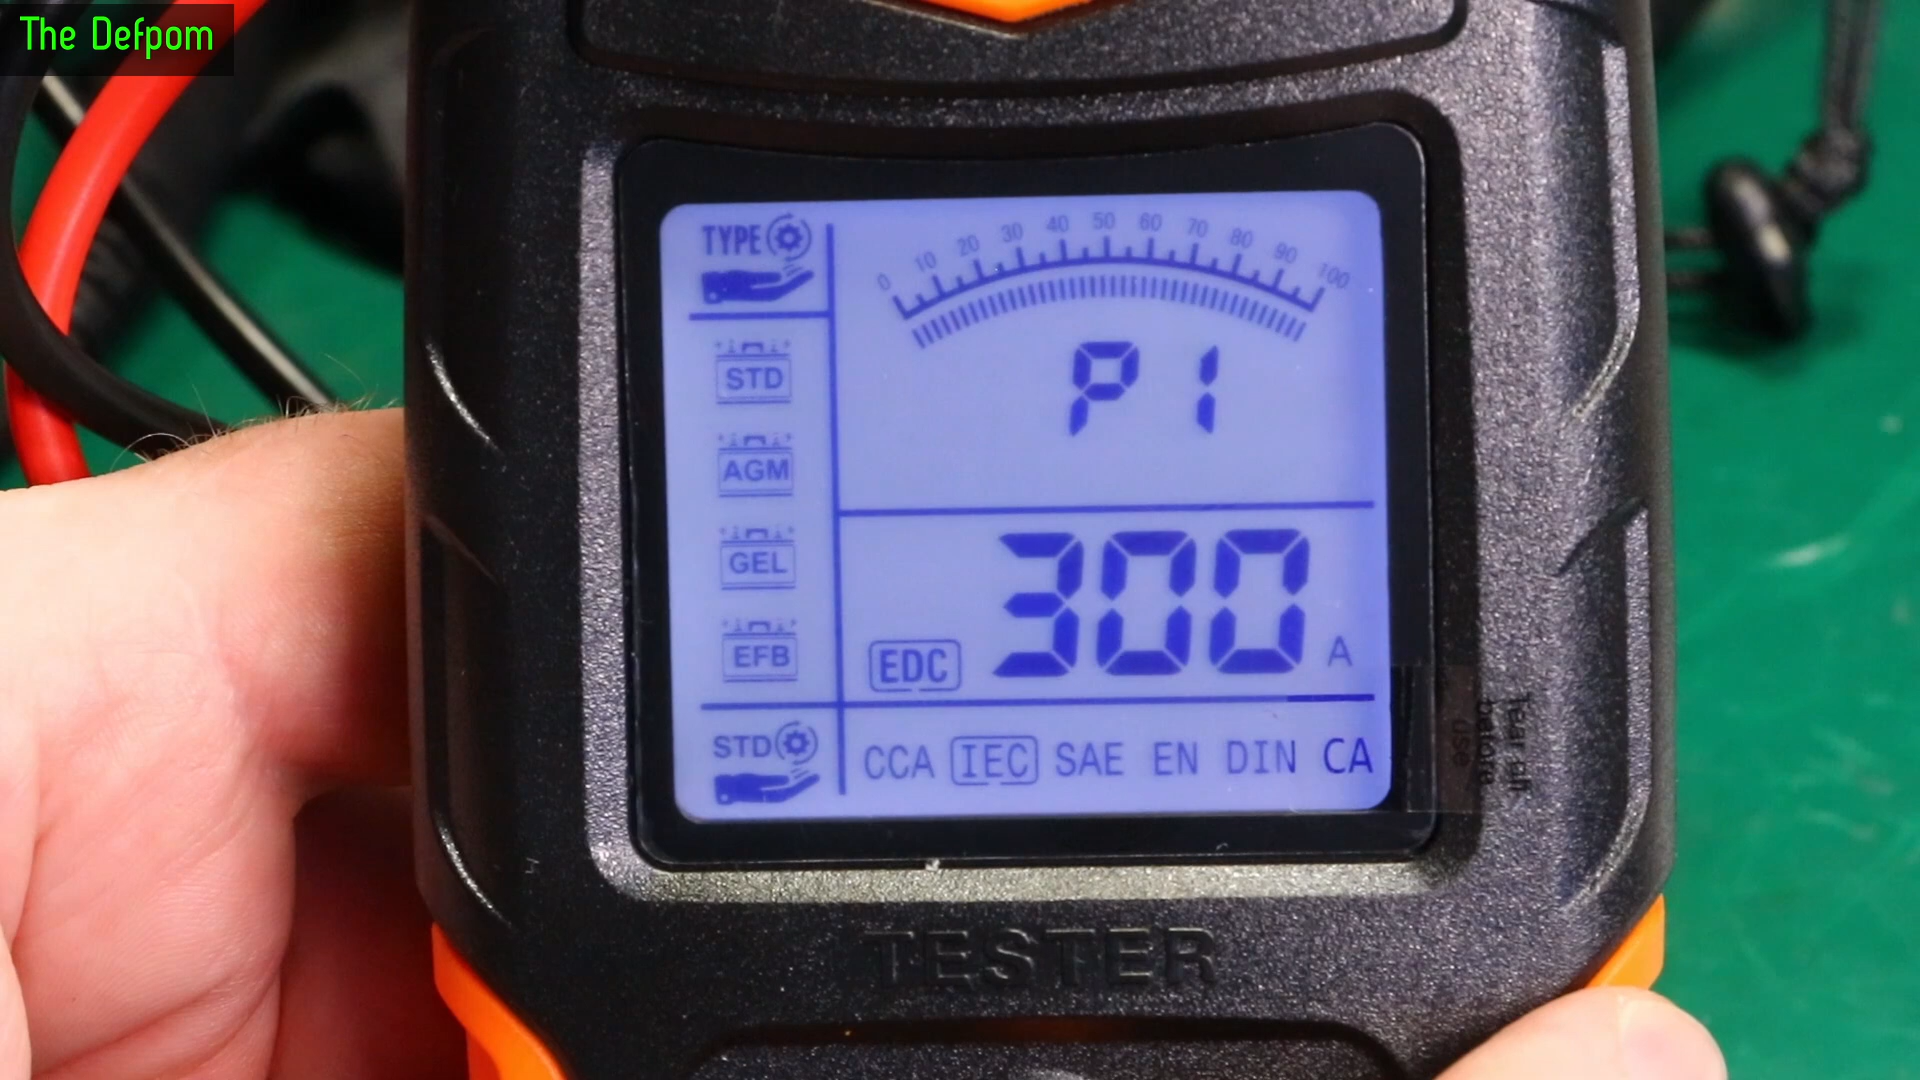 The Defpom
TYPE
0 10 20 30 40 50 60 70 80 90 100
P1
STD
AGM
GEL
EFB
300 A
EDC
STD
CCA IEC SAE EN DIN CA
Tear off
before
use
TESTER